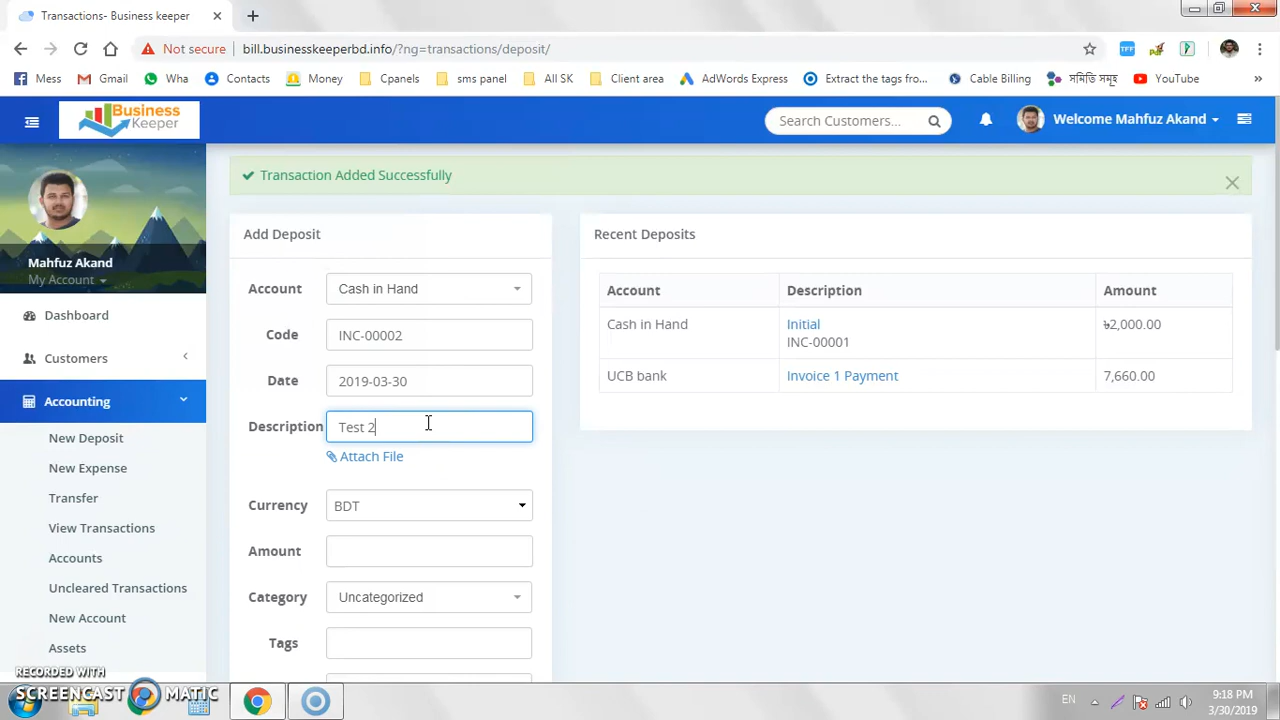 Transactions- Business keeper
Not secure bill.businesskeeperbd.info/?ng=transactions/deposit/
TFF
Mess Gmail Wha Contacts Money Cpanels sms panel All SK Client area AdWords Express Extract the tags from... Cable Billing সমিতি সমূহ YouTube »
Business Keeper
Search Customers...
Welcome Mahfuz Akand
Mahfuz Akand
My Account
Dashboard
Customers
Accounting
New Deposit
New Expense
Transfer
View Transactions
Accounts
Uncleared Transactions
New Account
Assets
Transaction Added Successfully
Add Deposit
Account Cash in Hand
Code INC-00002
Date 2019-03-30
Description Test 2
Attach File
Currency BDT
Amount
Category Uncategorized
Tags
Recent Deposits
Account Description Amount
Cash in Hand Initial ৳2,000.00
INC-00001
UCB bank Invoice 1 Payment 7,660.00
RECORDED WITH
SCREENCAST MATIC
EN
9:18 PM
3/30/2019